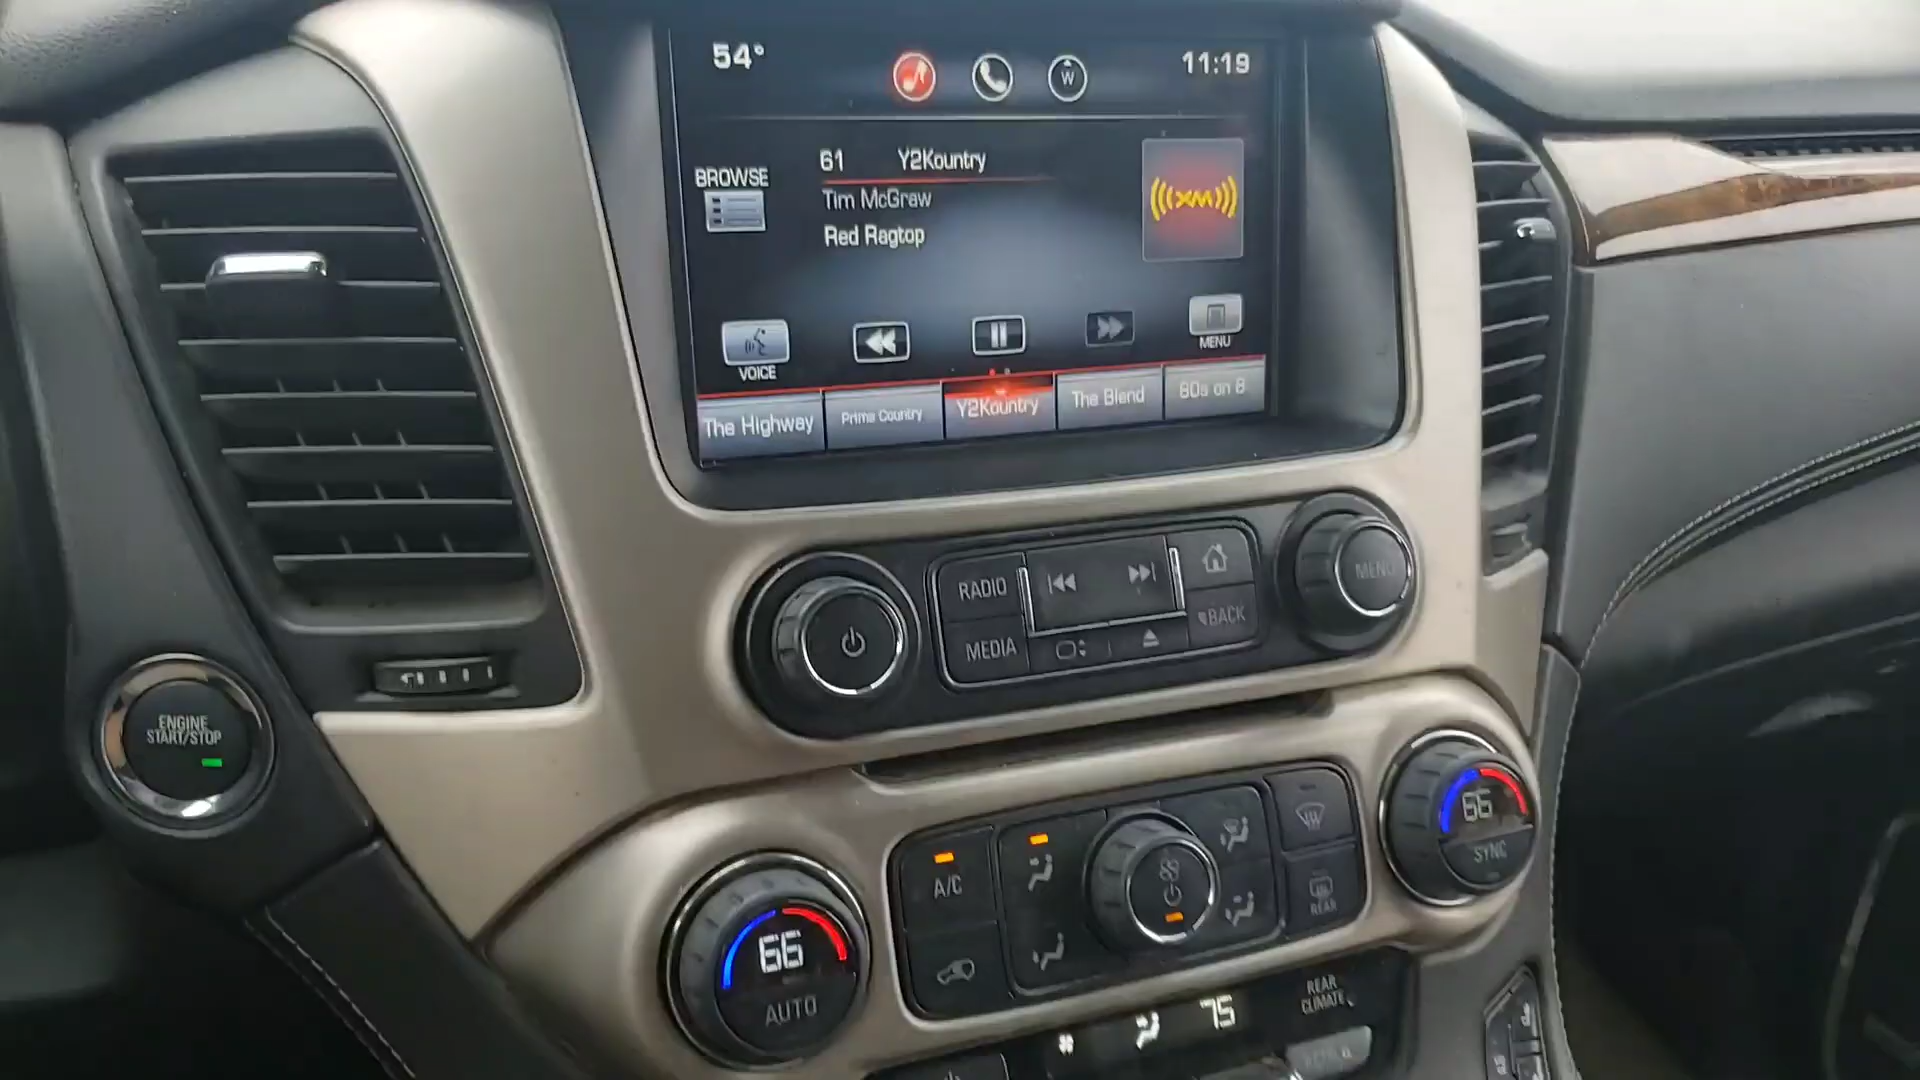 54°
W
11:19
BROWSE
61 Y2Kountry
Tim McGraw
Red Ragtop
((((XM))))
VOICE
MENU
The Highway
Prime Country
Y2Kountry
The Blend
80s on 8
RADIO
MEDIA
BACK
MENU
ENGINE
START/STOP
66
AUTO
A/C
REAR
66
SYNC
75
REAR
CLIMATE